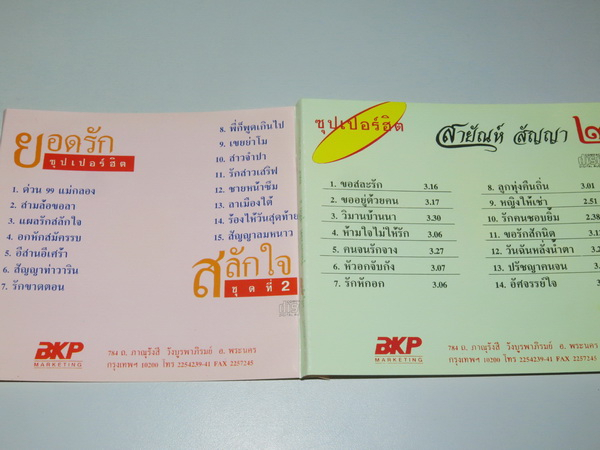 ยอดรัก
ซุปเปอร์ฮิต
1. ด่วน 99 แม่กลอง
2. สามล้อขอลา
3. แผลรักสลักใจ
4. อกหักสมัครรบ
5. อีสานอีเศร้า
6. สัญญาท่าวาริน
7. รักขาดตอน
8. พี่ก็พูดเกินไป
9. เขยย่าโม
10. สาวจำปา
11. รักสาวเสริฟ
12. ชายหน้าซึม
13. ลาเมืองใต้
14. ร้องไห้วันสุดท้าย
15. สัญญาลมหนาว
สลักใจ
ชุดที่ 2
BKP
MARKETING
784 ถ. ภาณุรังสี วังบูรพาภิรมย์ อ. พระนคร
กรุงเทพฯ 10200 โทร 2254239-41 FAX 2257245
ซุปเปอร์ฮิต
สายัณห์ สัญญา ๒
1. ขอสละรัก 3.16
2. ขออยู่ด้วยคน 3.17
3. วิมานบ้านนา 3.30
4. ห้ามใจไม่ให้รัก 3.06
5. คนจนรักจาง 3.27
6. หัวอกจับกัง 3.07
7. รักหักอก 3.06
8. ลูกทุ่งคืนถิ่น 3.01
9. หญิงให้เช่า 2.51
10. รักคนชอบยิ้ม 2.38
11. ขอรักสักนิด 3.1
12. วันฉันหลั่งน้ำตา 2.2
13. ปรัชญาคนจน 3.
14. อัศจรรย์ใจ 3
BKP
MARKETING
784 ถ. ภาณุรังสี วังบูรพาภิรมย์ อ. พระนคร
กรุงเทพฯ 10200 โทร 2254239-41 FAX 2257245